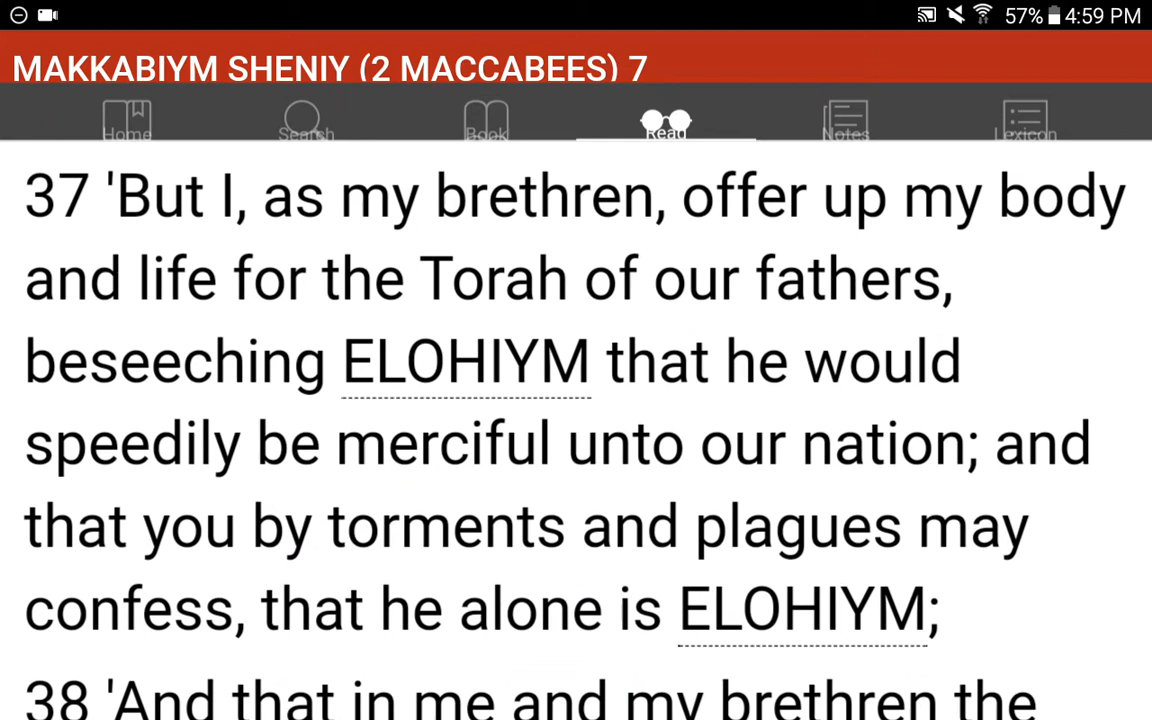 57% 4:59 PM
MAKKABIYM SHENIY (2 MACCABEES) 7
Home Search Book Read Notes Lexicon
37 'But I, as my brethren, offer up my body
and life for the Torah of our fathers,
beseeching ELOHIYM that he would
speedily be merciful unto our nation; and
that you by torments and plagues may
confess, that he alone is ELOHIYM;
38 'And that in me and my brethren the